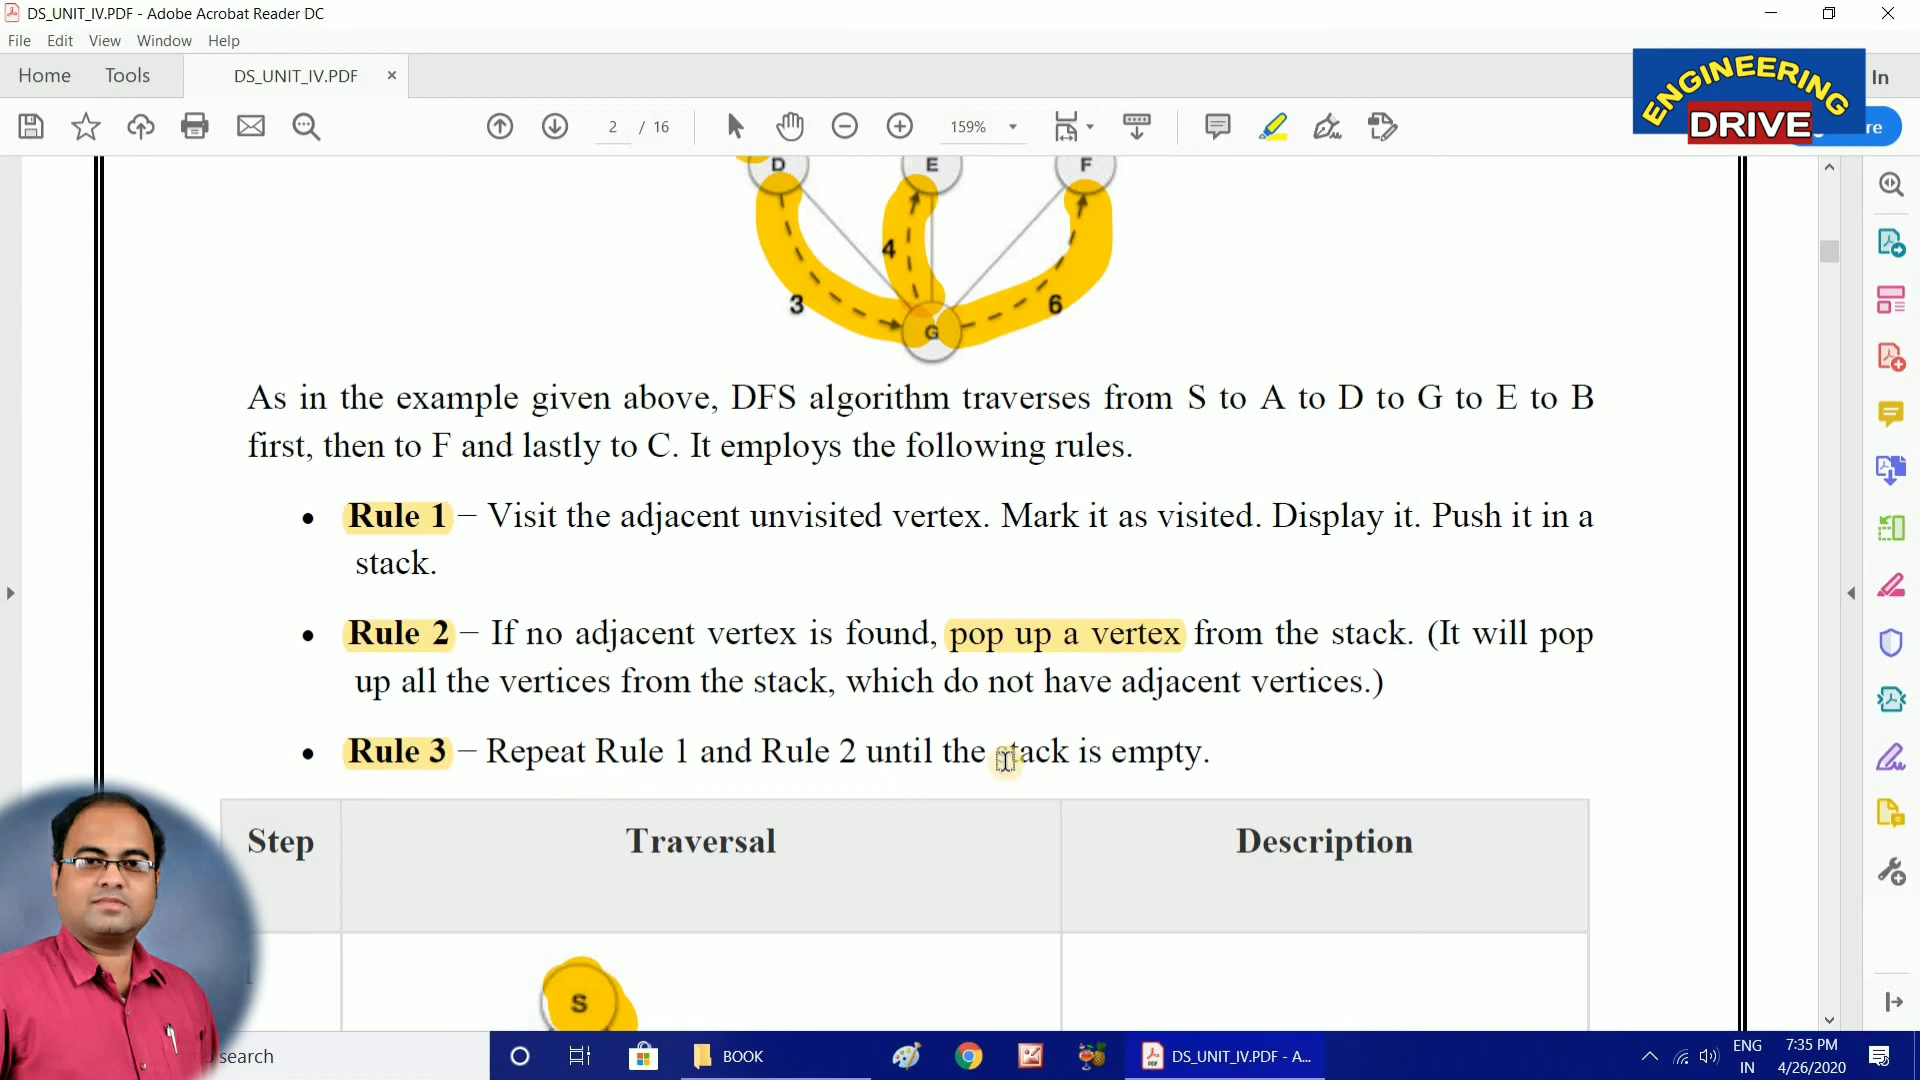 DS_UNIT_IV.PDF - Adobe Acrobat Reader DC
File Edit View Window Help
Home Tools DS_UNIT_IV.PDF × In
ENGINEERING
DRIVE
2 / 16 159% re
D E F
4
3 6
G
As in the example given above, DFS algorithm traverses from S to A to D to G to E to B
first, then to F and lastly to C. It employs the following rules.
• Rule 1 – Visit the adjacent unvisited vertex. Mark it as visited. Display it. Push it in a
stack.
• Rule 2 – If no adjacent vertex is found, pop up a vertex from the stack. (It will pop
up all the vertices from the stack, which do not have adjacent vertices.)
• Rule 3 – Repeat Rule 1 and Rule 2 until the stack is empty.
Step Traversal Description
1
S
search BOOK DS_UNIT_IV.PDF - A... ENG 7:35 PM
IN 4/26/2020